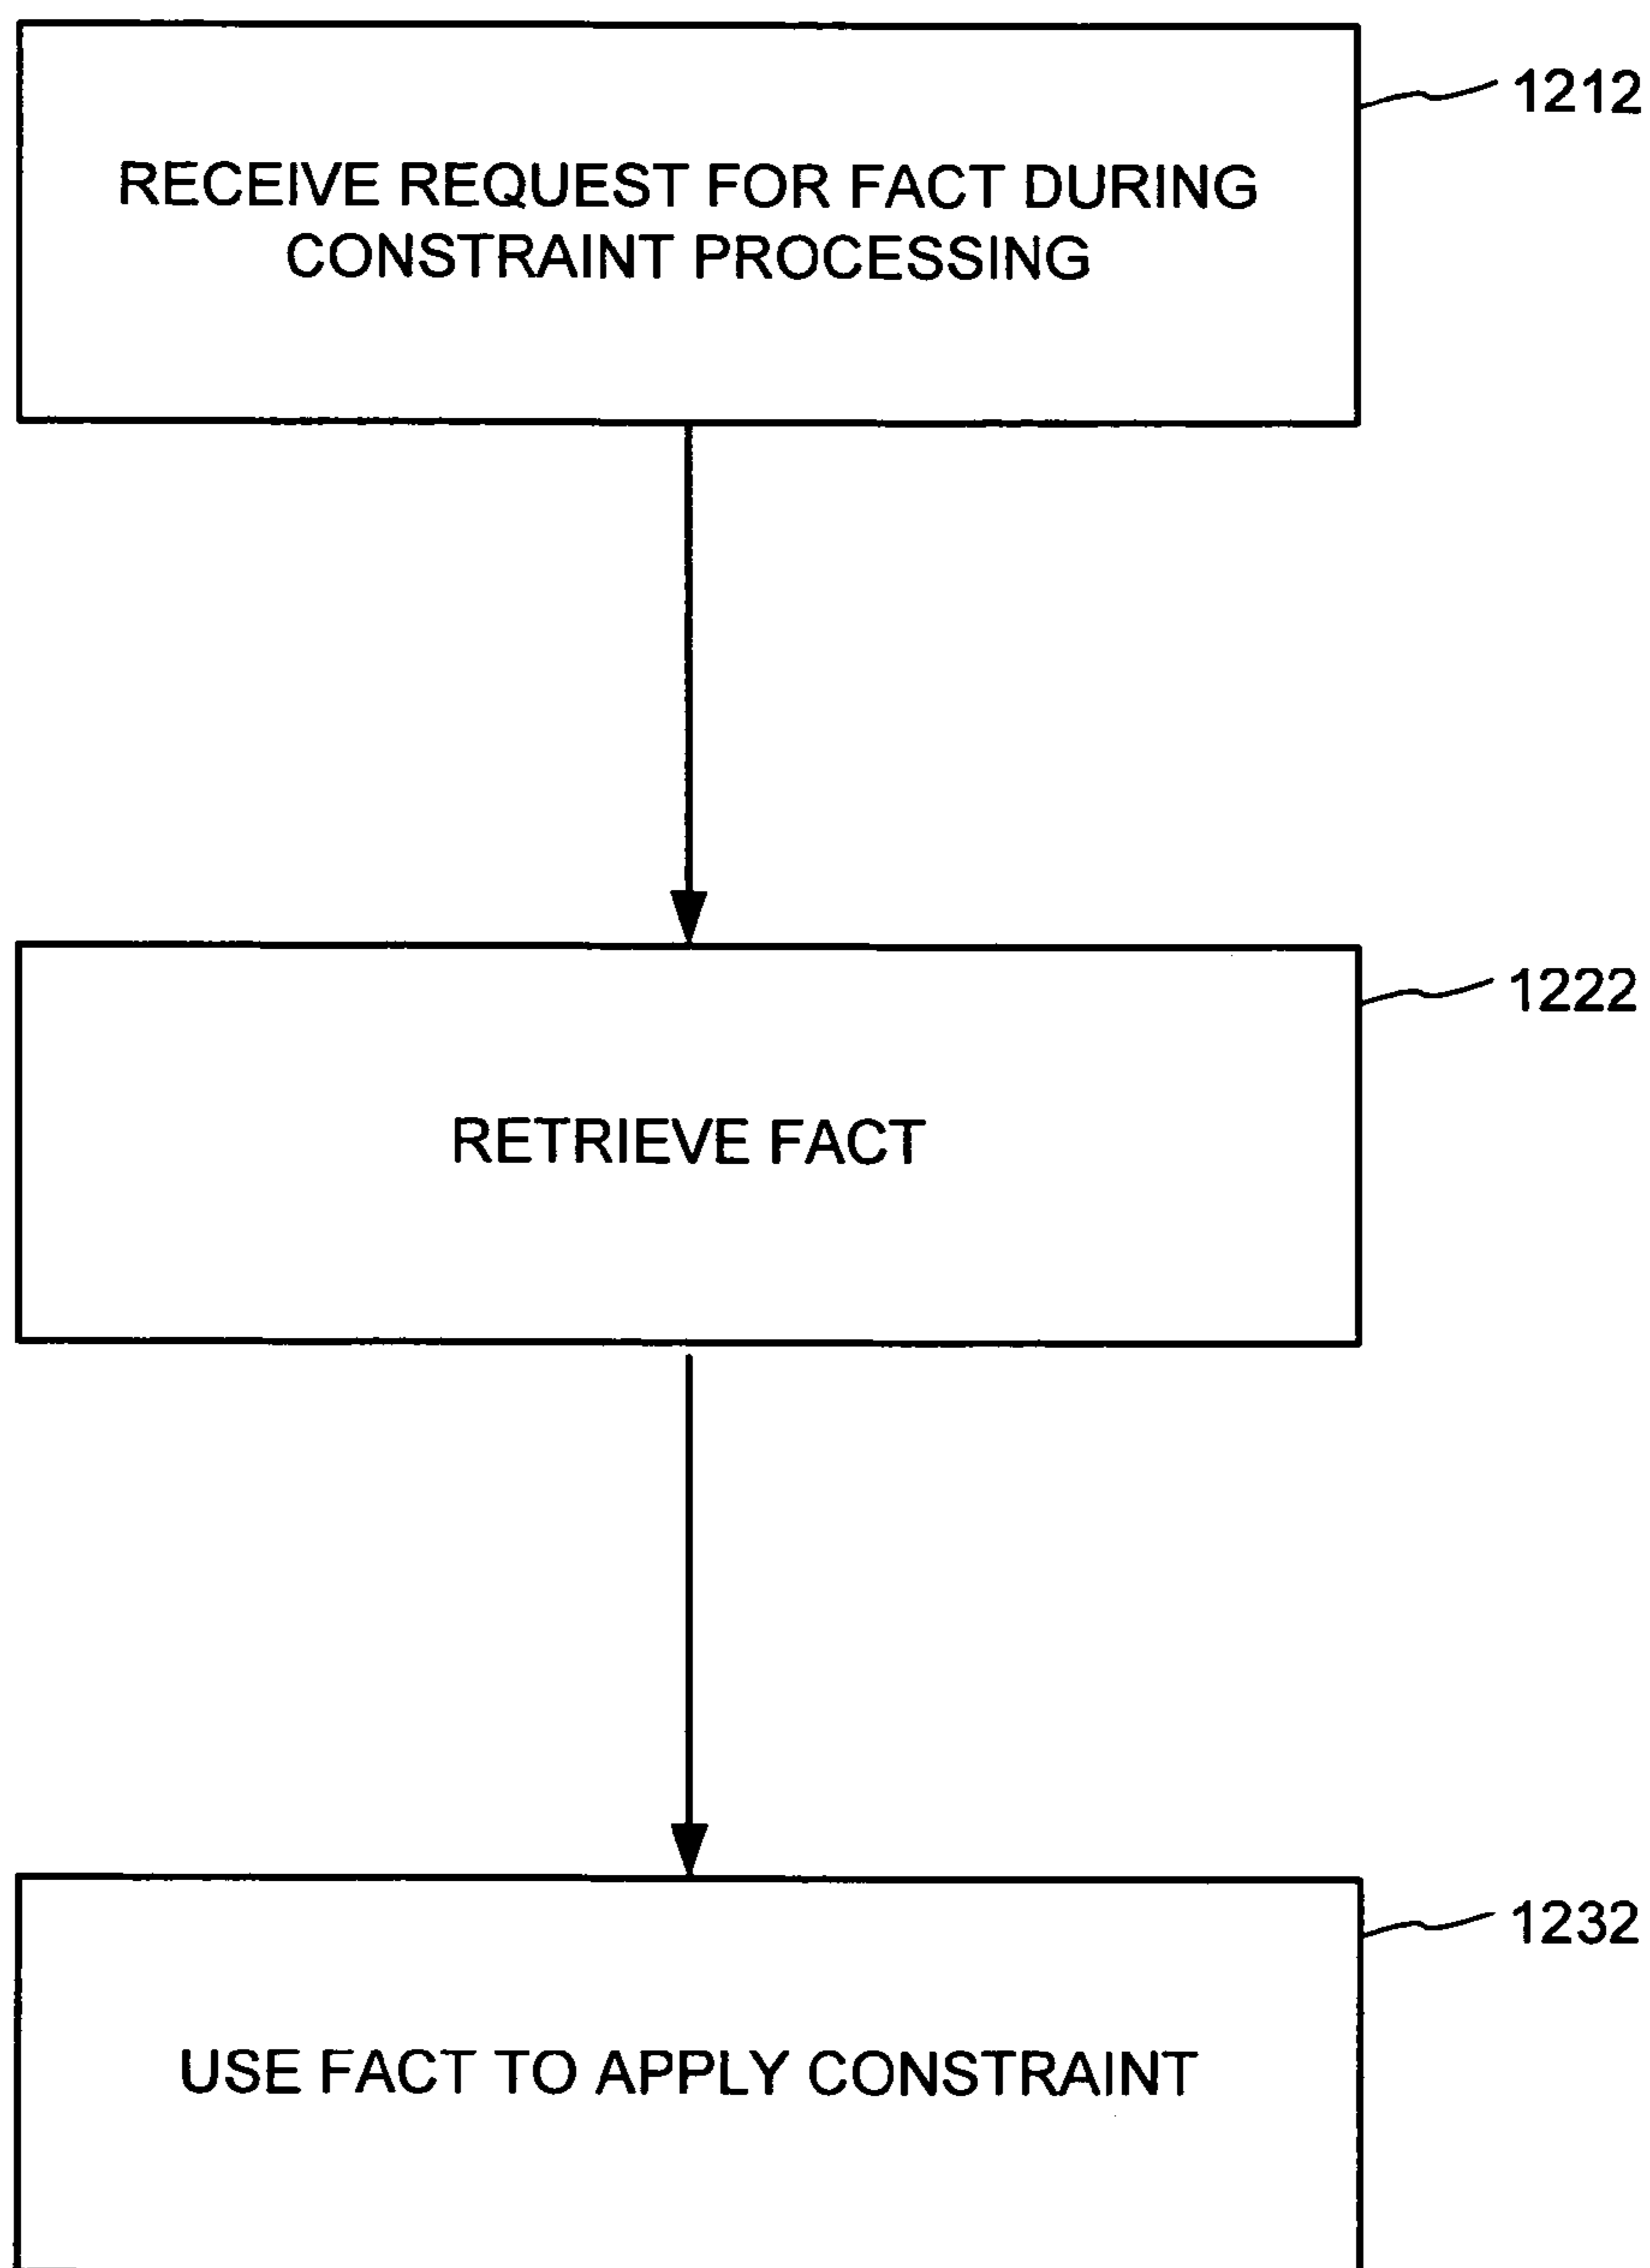 1212
RECEIVE REQUEST FOR FACT DURING
CONSTRAINT PROCESSING
1222
RETRIEVE FACT
1232
USE FACT TO APPLY CONSTRAINT